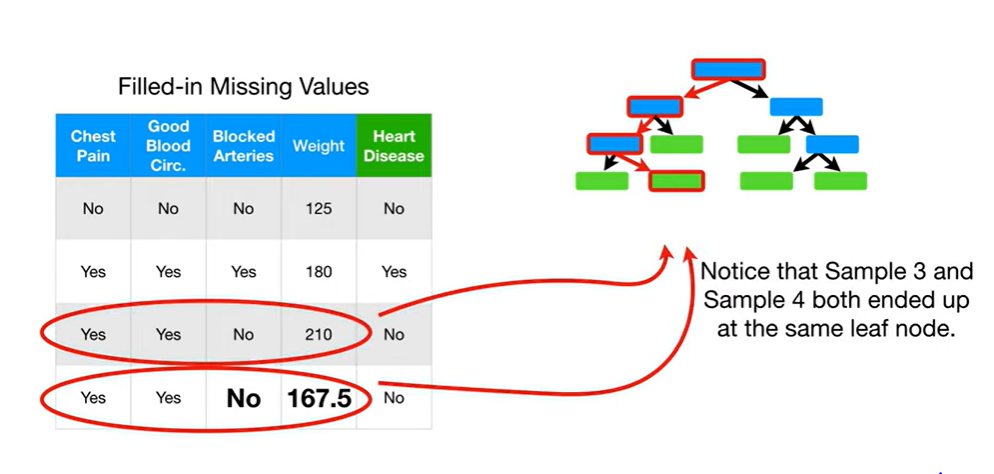 Filled-in Missing Values
Chest Pain Good Blood Circ. Blocked Arteries Weight Heart Disease
No No No 125 No
Yes Yes Yes 180 Yes
Yes Yes No 210 No
Yes Yes No 167.5 No
Notice that Sample 3 and
Sample 4 both ended up
at the same leaf node.